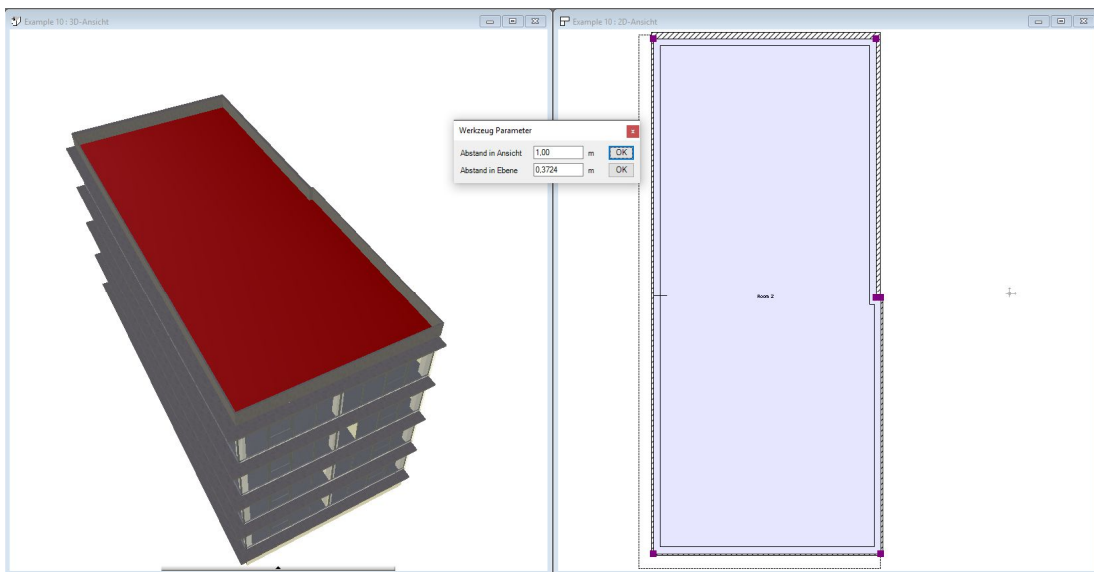 Example 10 : 3D-Ansicht
Example 10 : 2D-Ansicht
Werkzeug Parameter
Abstand in Ansicht 1,00 m OK
Abstand in Ebene 0,3724 m OK
Room 2